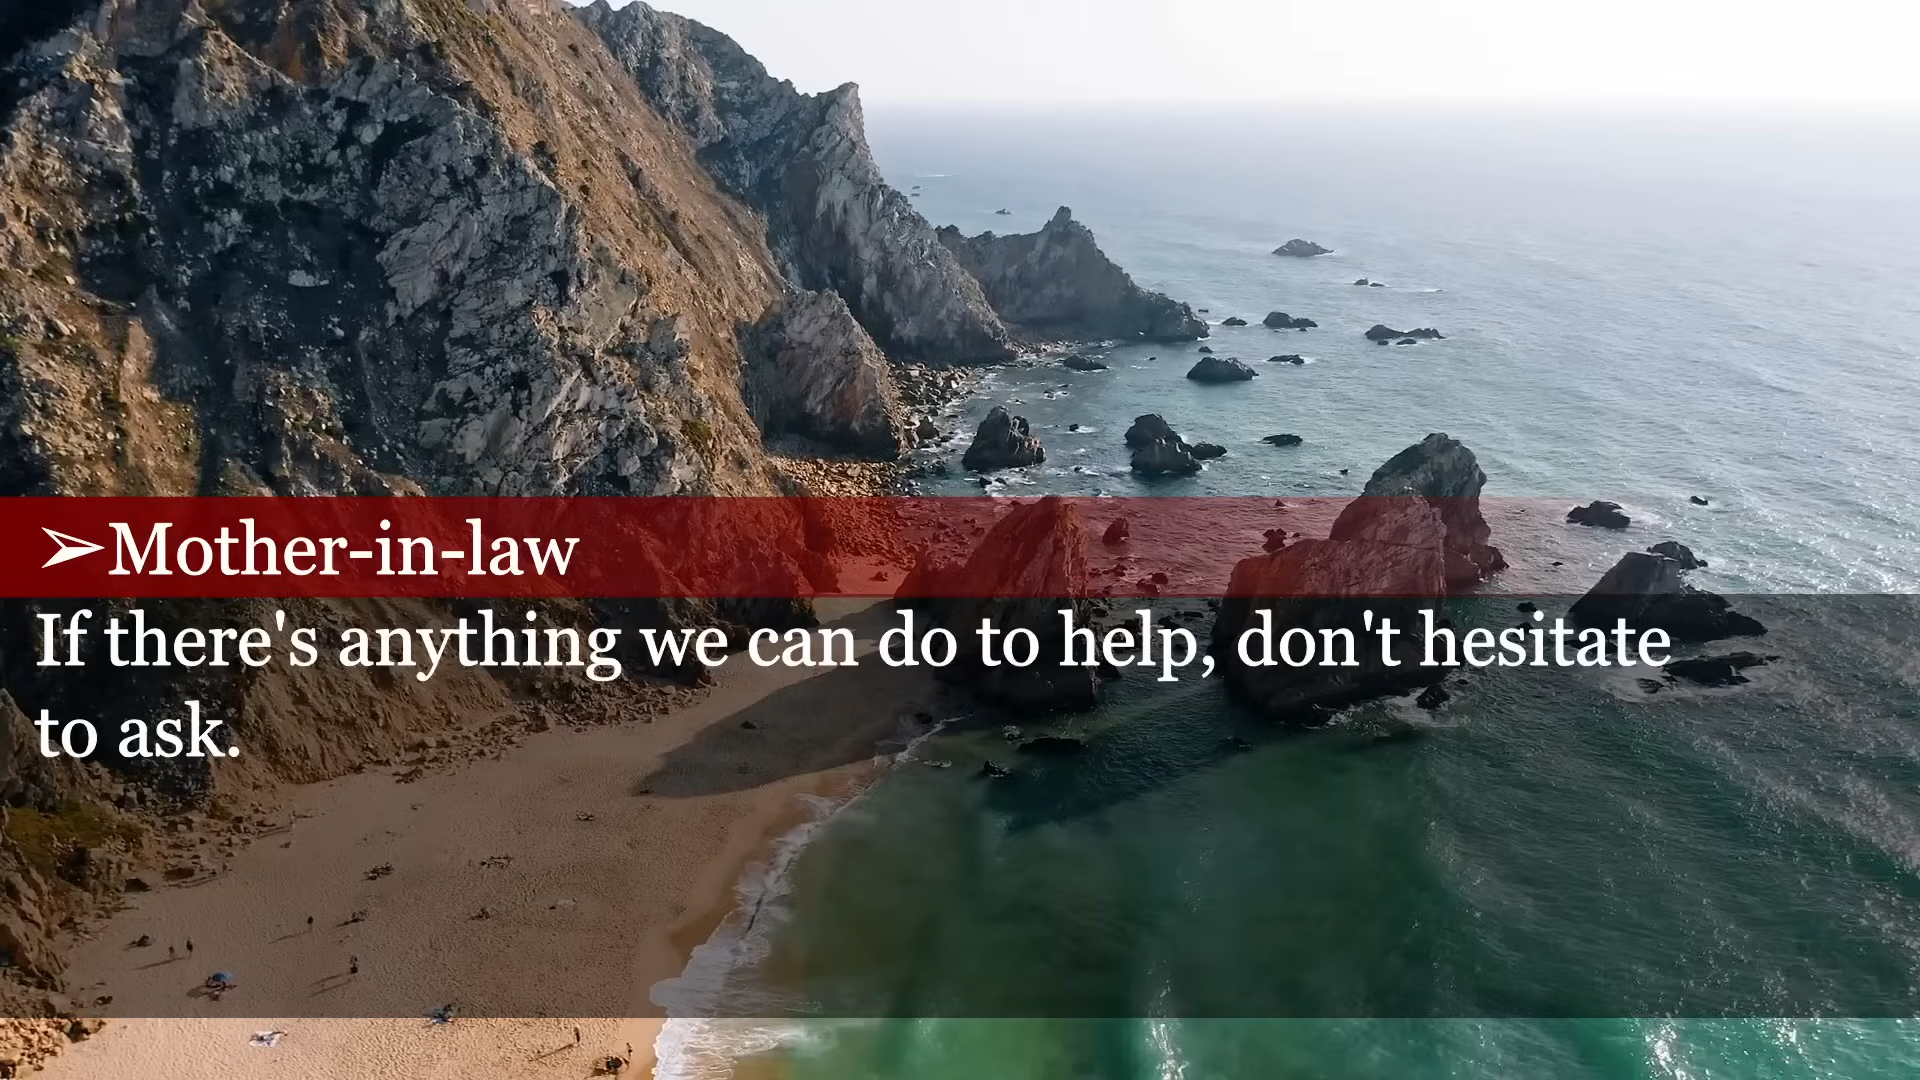 ➢Mother-in-law
If there's anything we can do to help, don't hesitate
to ask.